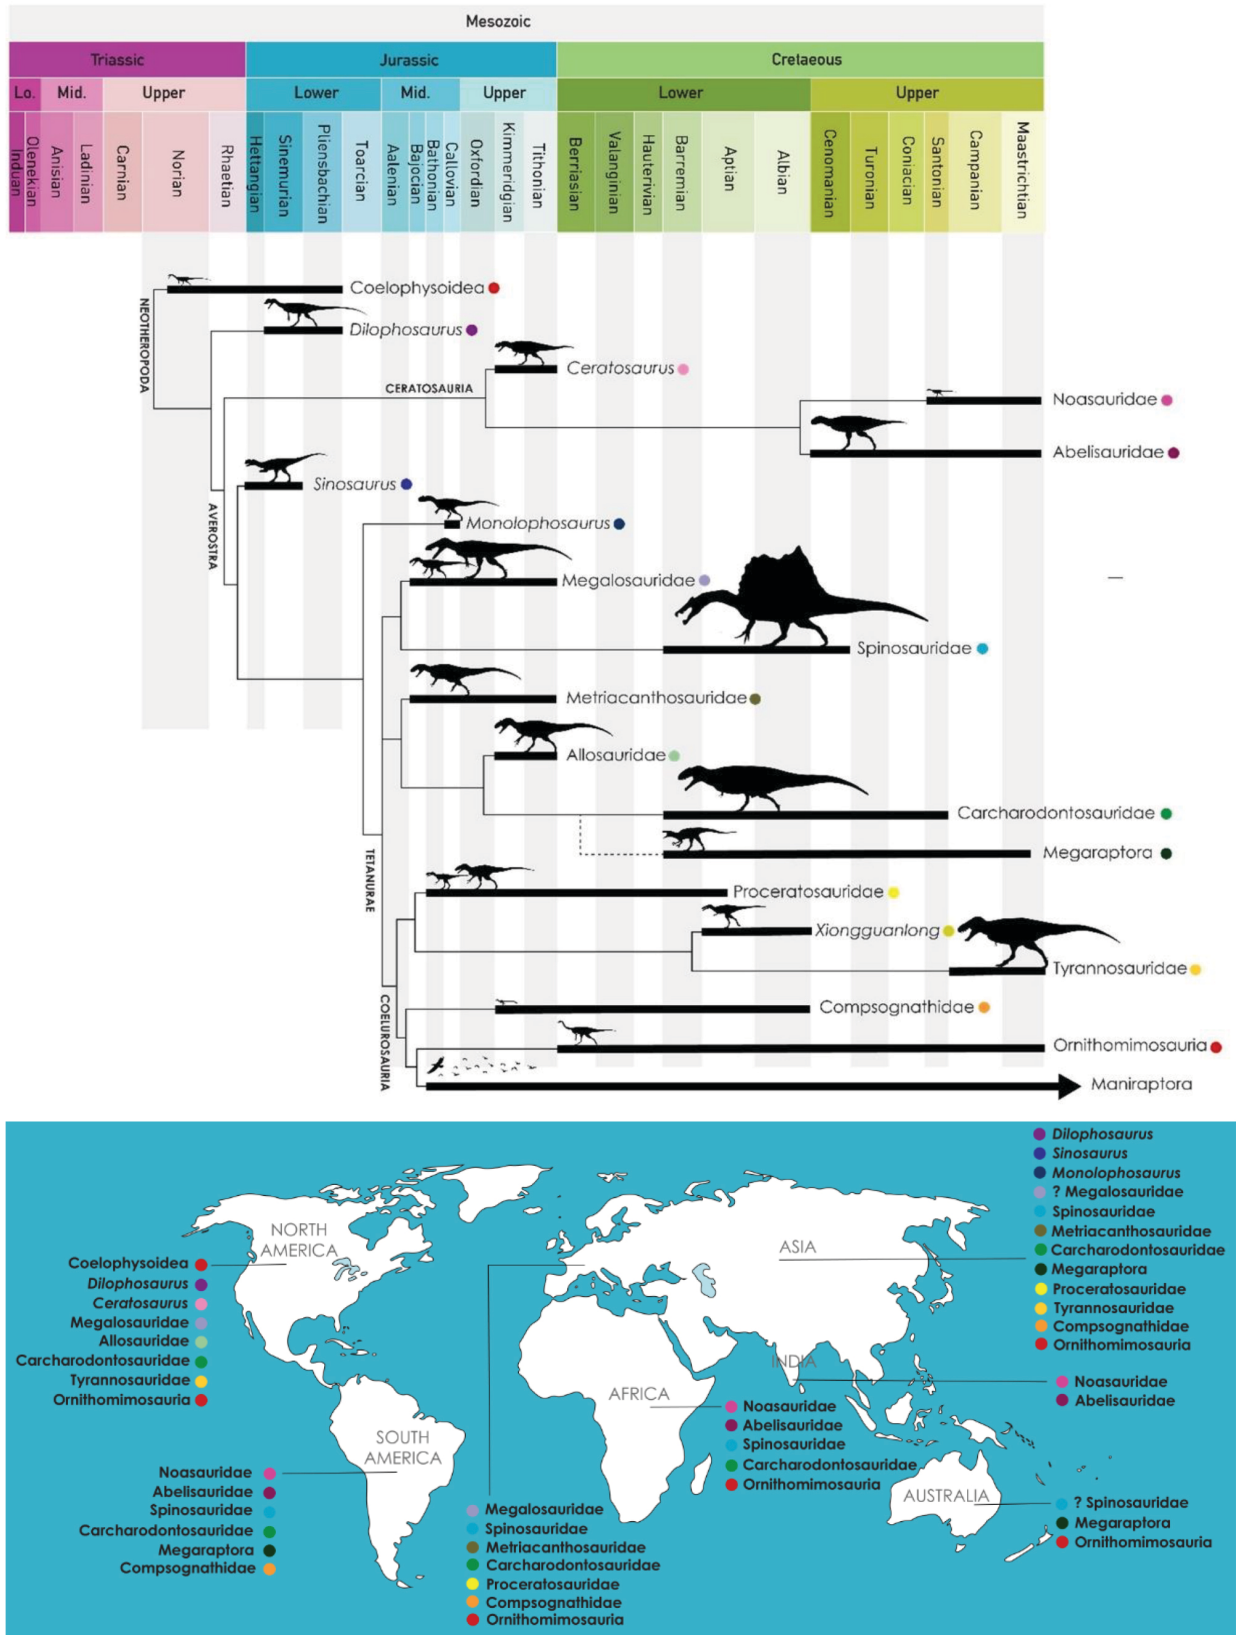 Mesozoic
Triassic
Jurassic
Cretaeous
Lo.
Mid.
Upper
Lower
Mid.
Upper
Lower
Upper
Induan
Olenekian
Anisian
Ladinian
Carnian
Norian
Rhaetian
Hettangian
Sinemurian
Pliensbachian
Toarcian
Aalenian
Bajocian
Bathonian
Calovian
Oxfordian
Kimmeridgian
Tithonian
Berriasian
Valanginian
Hauterivian
Barremian
Aptian
Albian
Cenomanian
Turonian
Coniacian
Santonian
Campanian
Maastrichtian
NEOTHEROPODA
Coelophysoidea
Dilophosaurus
Ceratosaurus
CERATOSAURIA
Noasauridae
Abelisauridae
Sinosaurus
AVEROSTRA
Monolophosaurus
Megalosauridae
Spinosauridae
Metriacanthosauridae
Allosauridae
Carcharodontosauridae
Megaraptora
TETANURAE
Proceratosauridae
Xiongguanlong
Tyrannosauridae
COELUROSAURIA
Compsognathidae
Ornithomimosauria
Maniraptora
NORTH
AMERICA
Coelophysoidea
Dilophosaurus
Ceratosaurus
Megalosauridae
Allosauridae
Carcharodontosauridae
Tyrannosauridae
Ornithomimosauria
SOUTH
AMERICA
Noasauridae
Abelisauridae
Spinosauridae
Carcharodontosauridae
Megaraptora
Compsognathidae
Megalosauridae
Spinosauridae
Metriacanthosauridae
Carcharodontosauridae
Proceratosauridae
Compsognathidae
Ornithomimosauria
AFRICA
Noasauridae
Abelisauridae
Spinosauridae
Carcharodontosauridae
Ornithomimosauria
ASIA
Dilophosaurus
Sinosaurus
Monolophosaurus
? Megalosauridae
Spinosauridae
Metriacanthosauridae
Carcharodontosauridae
Megaraptora
Proceratosauridae
Tyrannosauridae
Compsognathidae
Ornithomimosauria
INDIA
Noasauridae
Abelisauridae
AUSTRALIA
? Spinosauridae
Megaraptora
Ornithomimosauria